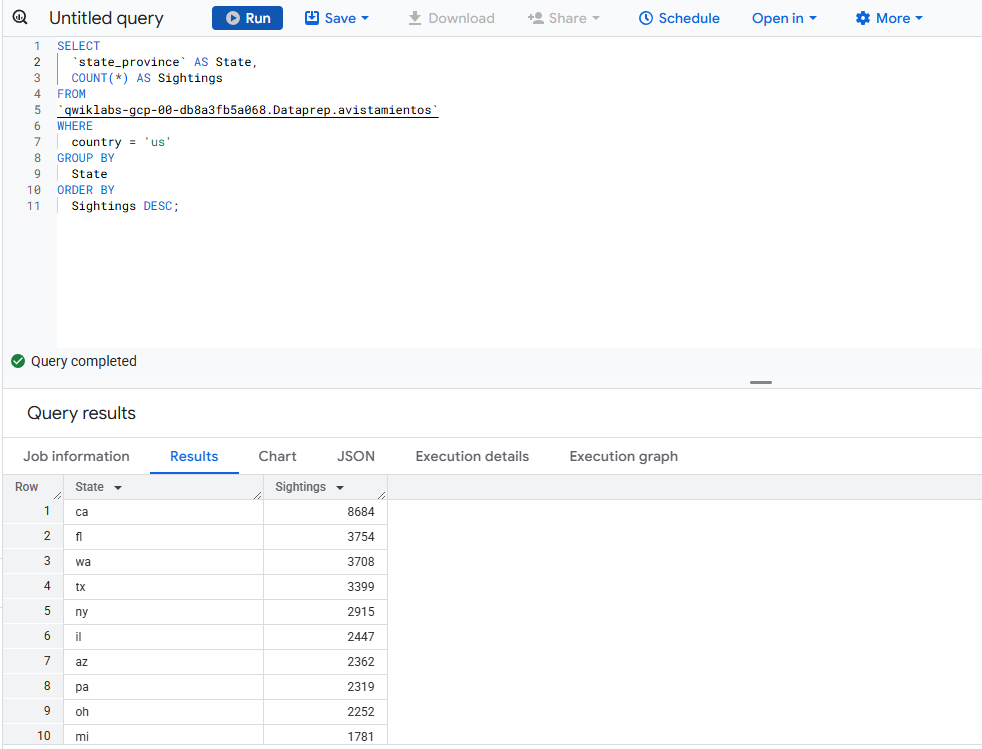 Untitled query Run Save Download Share Schedule Open in More
1 SELECT
2 `state_province` AS State,
3 COUNT(*) AS Sightings
4 FROM
5 `qwiklabs-gcp-00-db8a3fb5a068.Dataprep.avistamientos`
6 WHERE
7 country = 'us'
8 GROUP BY
9 State
10 ORDER BY
11 Sightings DESC;
Query completed
Query results
Job information Results Chart JSON Execution details Execution graph
Row State Sightings
1 ca 8684
2 fl 3754
3 wa 3708
4 tx 3399
5 ny 2915
6 il 2447
7 az 2362
8 pa 2319
9 oh 2252
10 mi 1781